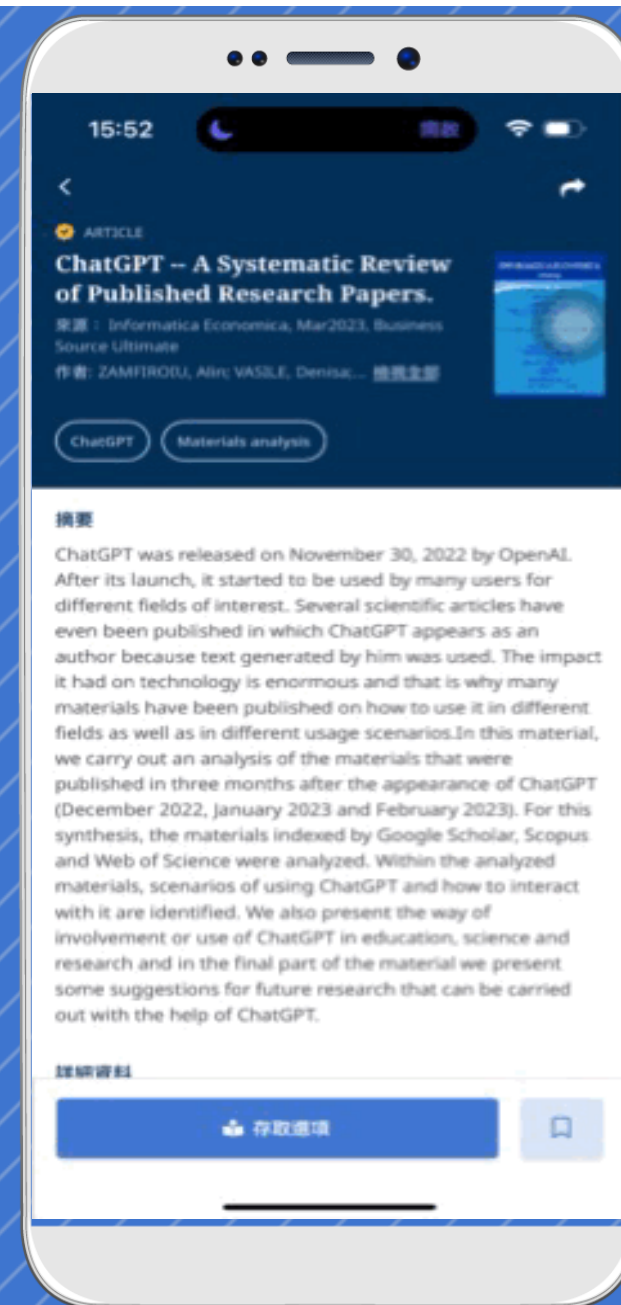 15:52
開啟
ARTICLE
ChatGPT -- A Systematic Review
of Published Research Papers.
來源： Informatica Economica, Mar2023, Business
Source Ultimate
作者: ZAMFIROIU, Alin; VASILE, Denisa;... 檢視全部
ChatGPT
Materials analysis
摘要
ChatGPT was released on November 30, 2022 by OpenAI.
After its launch, it started to be used by many users for
different fields of interest. Several scientific articles have
even been published in which ChatGPT appears as an
author because text generated by him was used. The impact
it had on technology is enormous and that is why many
materials have been published on how to use it in different
fields as well as in different usage scenarios.In this material,
we carry out an analysis of the materials that were
published in three months after the appearance of ChatGPT
(December 2022, January 2023 and February 2023). For this
synthesis, the materials indexed by Google Scholar, Scopus
and Web of Science were analyzed. Within the analyzed
materials, scenarios of using ChatGPT and how to interact
with it are identified. We also present the way of
involvement or use of ChatGPT in education, science and
research and in the final part of the material we present
some suggestions for future research that can be carried
out with the help of ChatGPT.
詳細資料
存取選項